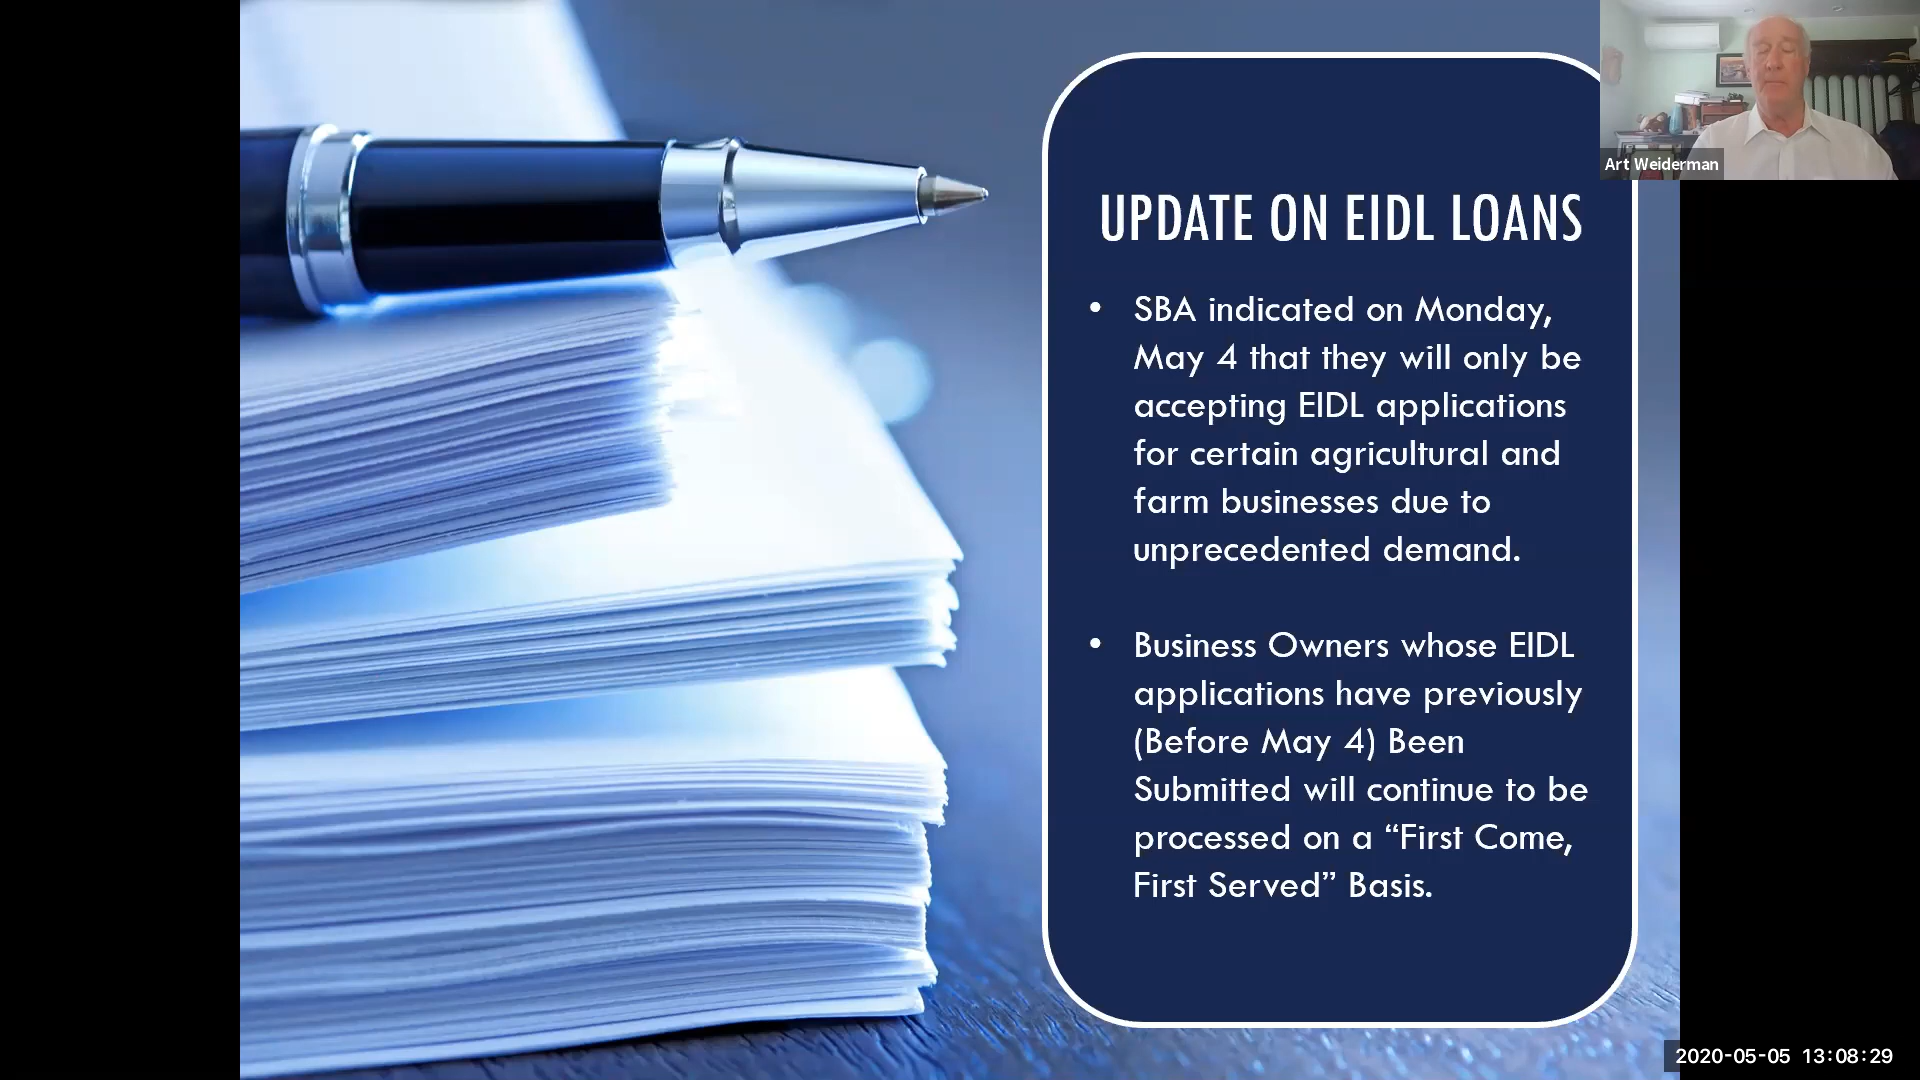 Art Weiderman
UPDATE ON EIDL LOANS
• SBA indicated on Monday,
May 4 that they will only be
accepting EIDL applications
for certain agricultural and
farm businesses due to
unprecedented demand.
• Business Owners whose EIDL
applications have previously
(Before May 4) Been
Submitted will continue to be
processed on a “First Come,
First Served” Basis.
2020-05-05 13:08:29